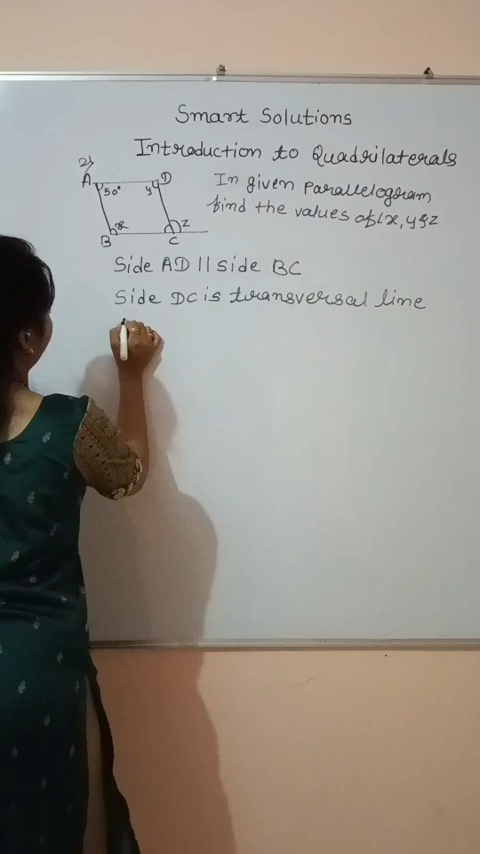 Smart Solutions
Introduction to Quadrilaterals
2)
A
D
50°
y
x
z
B
C
In given parallelogram
find the values of ∠x, y & z
Side AD || side BC
Side DC is transversal line